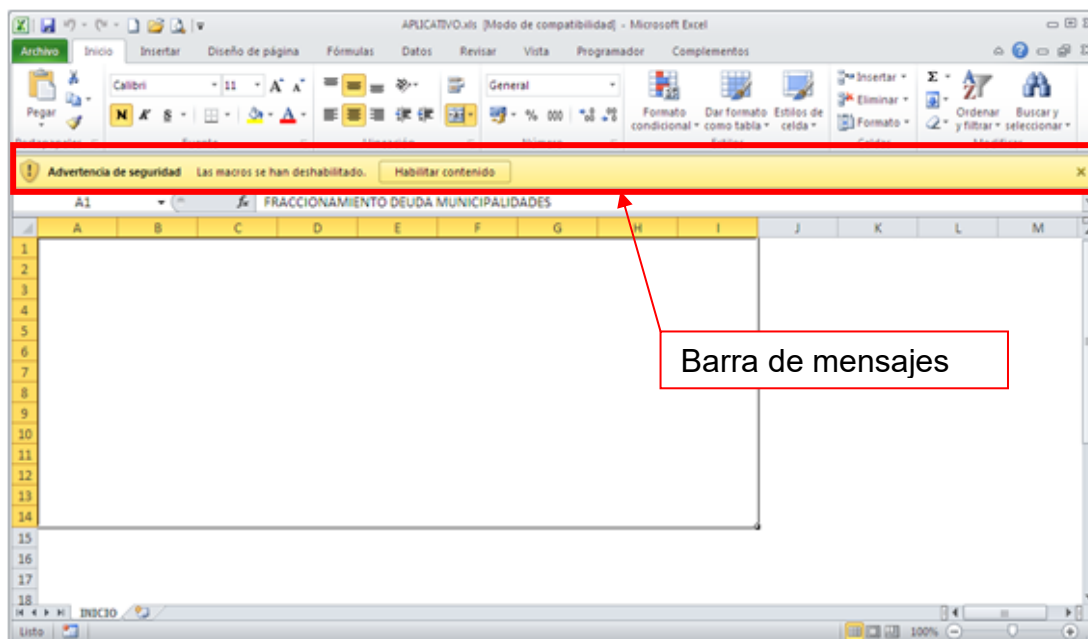 APLICATIVO.xls [Modo de compatibilidad] - Microsoft Excel
Archivo Inicio Insertar Diseño de página Fórmulas Datos Revisar Vista Programador Complementos
Pegar
Calibri 11
N K S
General
% 000
Formato condicional
Dar formato como tabla
Estilos de celda
Insertar
Eliminar
Formato
Σ
Ordenar y filtrar
Buscar y seleccionar
Advertencia de seguridad Las macros se han deshabilitado. Habilitar contenido
A1 fx FRACCIONAMIENTO DEUDA MUNICIPALIDADES
A B C D E F G H I J K L M
1
2
3
4
5
6
7
8
9
10
11
12
13
14
15
16
17
18
Barra de mensajes
INICIO
Listo 100%